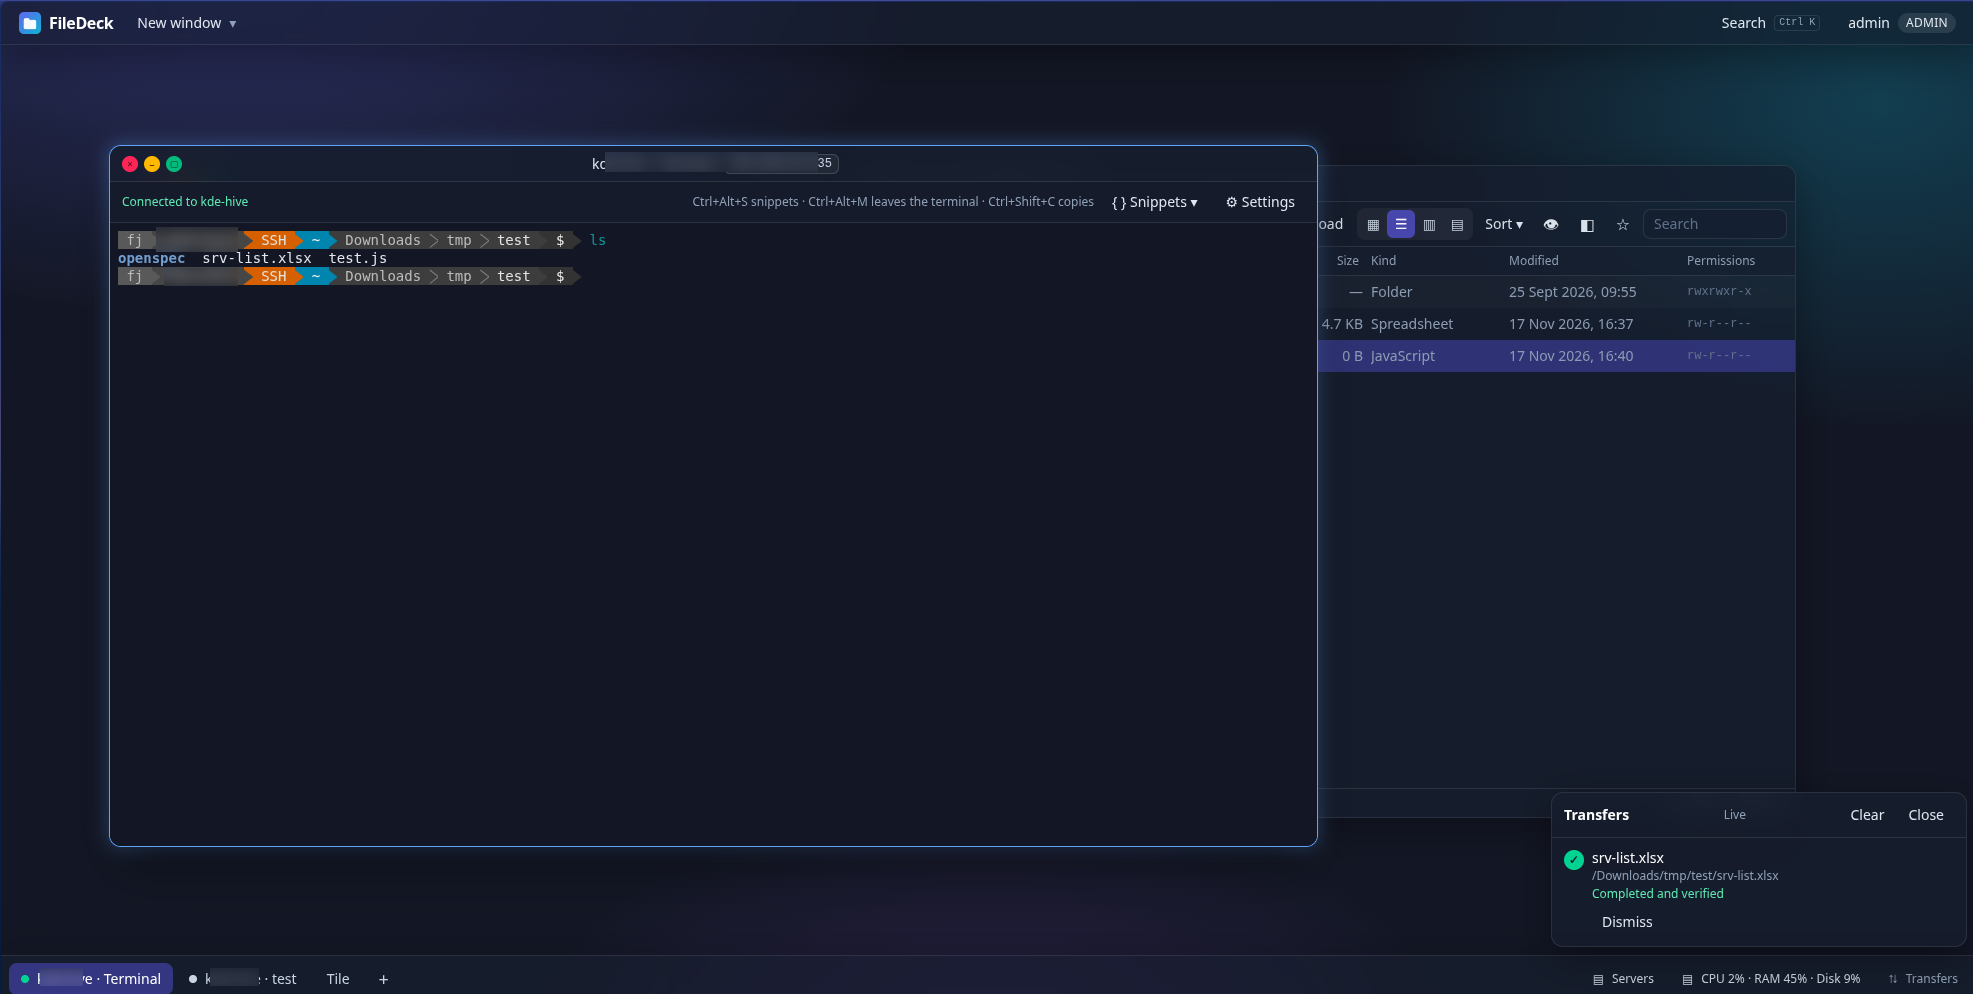 FileDeck New window ▾ Search Ctrl K admin ADMIN
35
Connected to kde-hive Ctrl+Alt+S snippets · Ctrl+Alt+M leaves the terminal · Ctrl+Shift+C copies { } Snippets ▾ ⚙ Settings
fj SSH ~ Downloads tmp test $ ls
openspec srv-list.xlsx test.js
fj SSH ~ Downloads tmp test $
oad Sort ▾ Search
Size Kind Modified Permissions
— Folder 25 Sept 2026, 09:55 rwxrwxr-x
4.7 KB Spreadsheet 17 Nov 2026, 16:37 rw-r--r--
0 B JavaScript 17 Nov 2026, 16:40 rw-r--r--
Transfers Live Clear Close
srv-list.xlsx
/Downloads/tmp/test/srv-list.xlsx
Completed and verified
Dismiss
· Terminal · test Tile + Servers CPU 2% · RAM 45% · Disk 9% Transfers